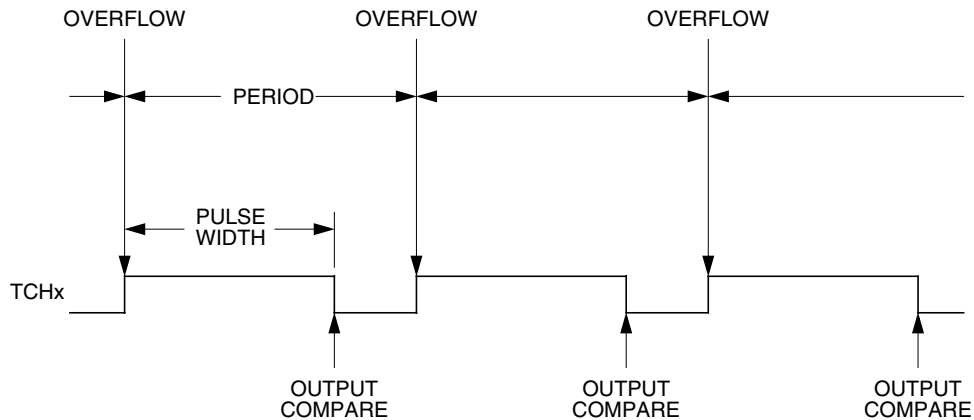 OVERFLOW OVERFLOW OVERFLOW
PERIOD
PULSE
WIDTH
TCHx
OUTPUT
COMPARE
OUTPUT
COMPARE
OUTPUT
COMPARE